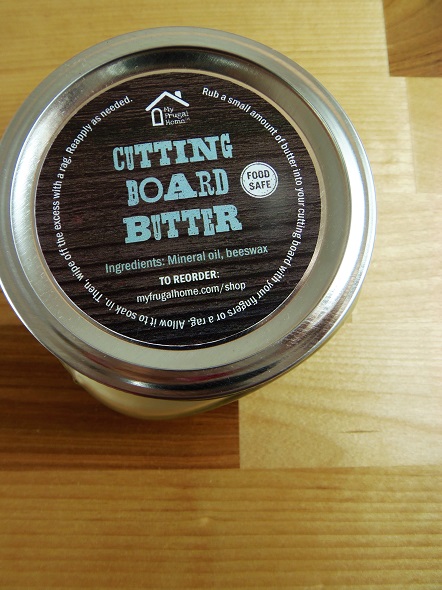 My
Frugal
Home™
CUTTING
BOARD
BUTTER
FOOD
SAFE
Ingredients: Mineral oil, beeswax
TO REORDER:
myfrugalhome.com/shop
Rub a small amount of butter into your cutting board with your fingers or a rag. Allow it to soak in. Then, wipe off the excess with a rag. Reapply as needed.